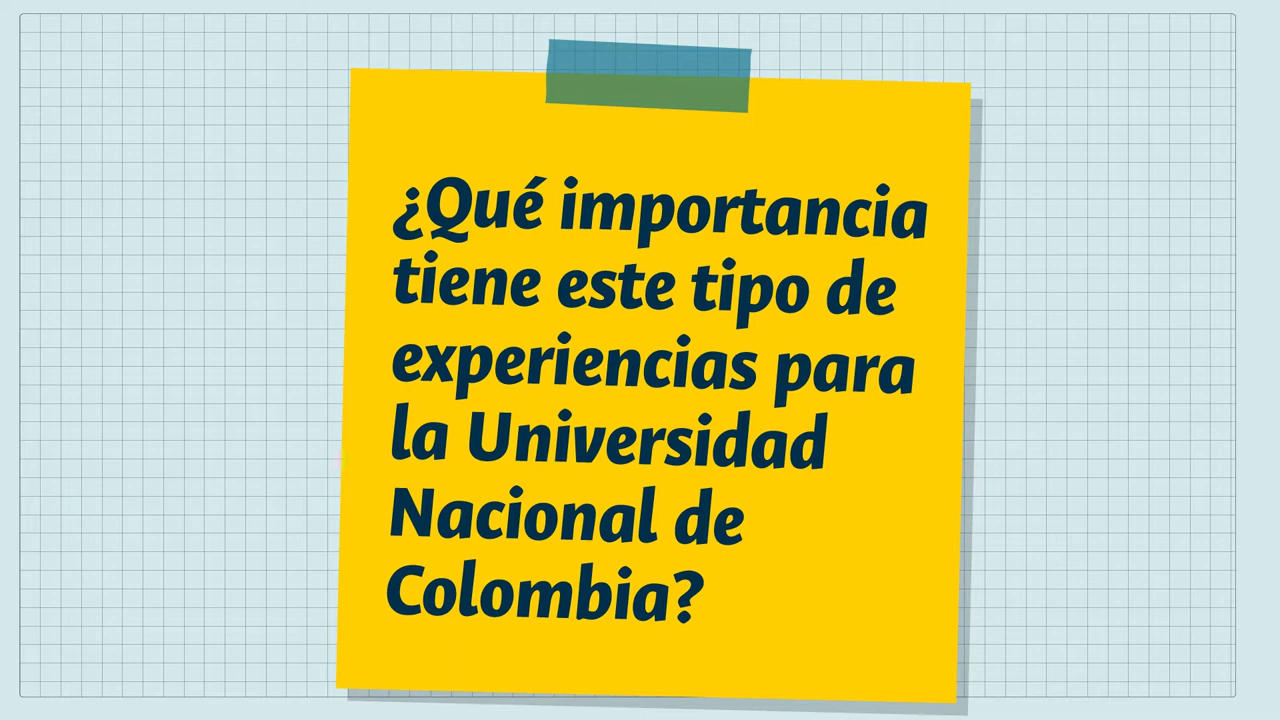 ¿Qué importancia
tiene este tipo de
experiencias para
la Universidad
Nacional de
Colombia?